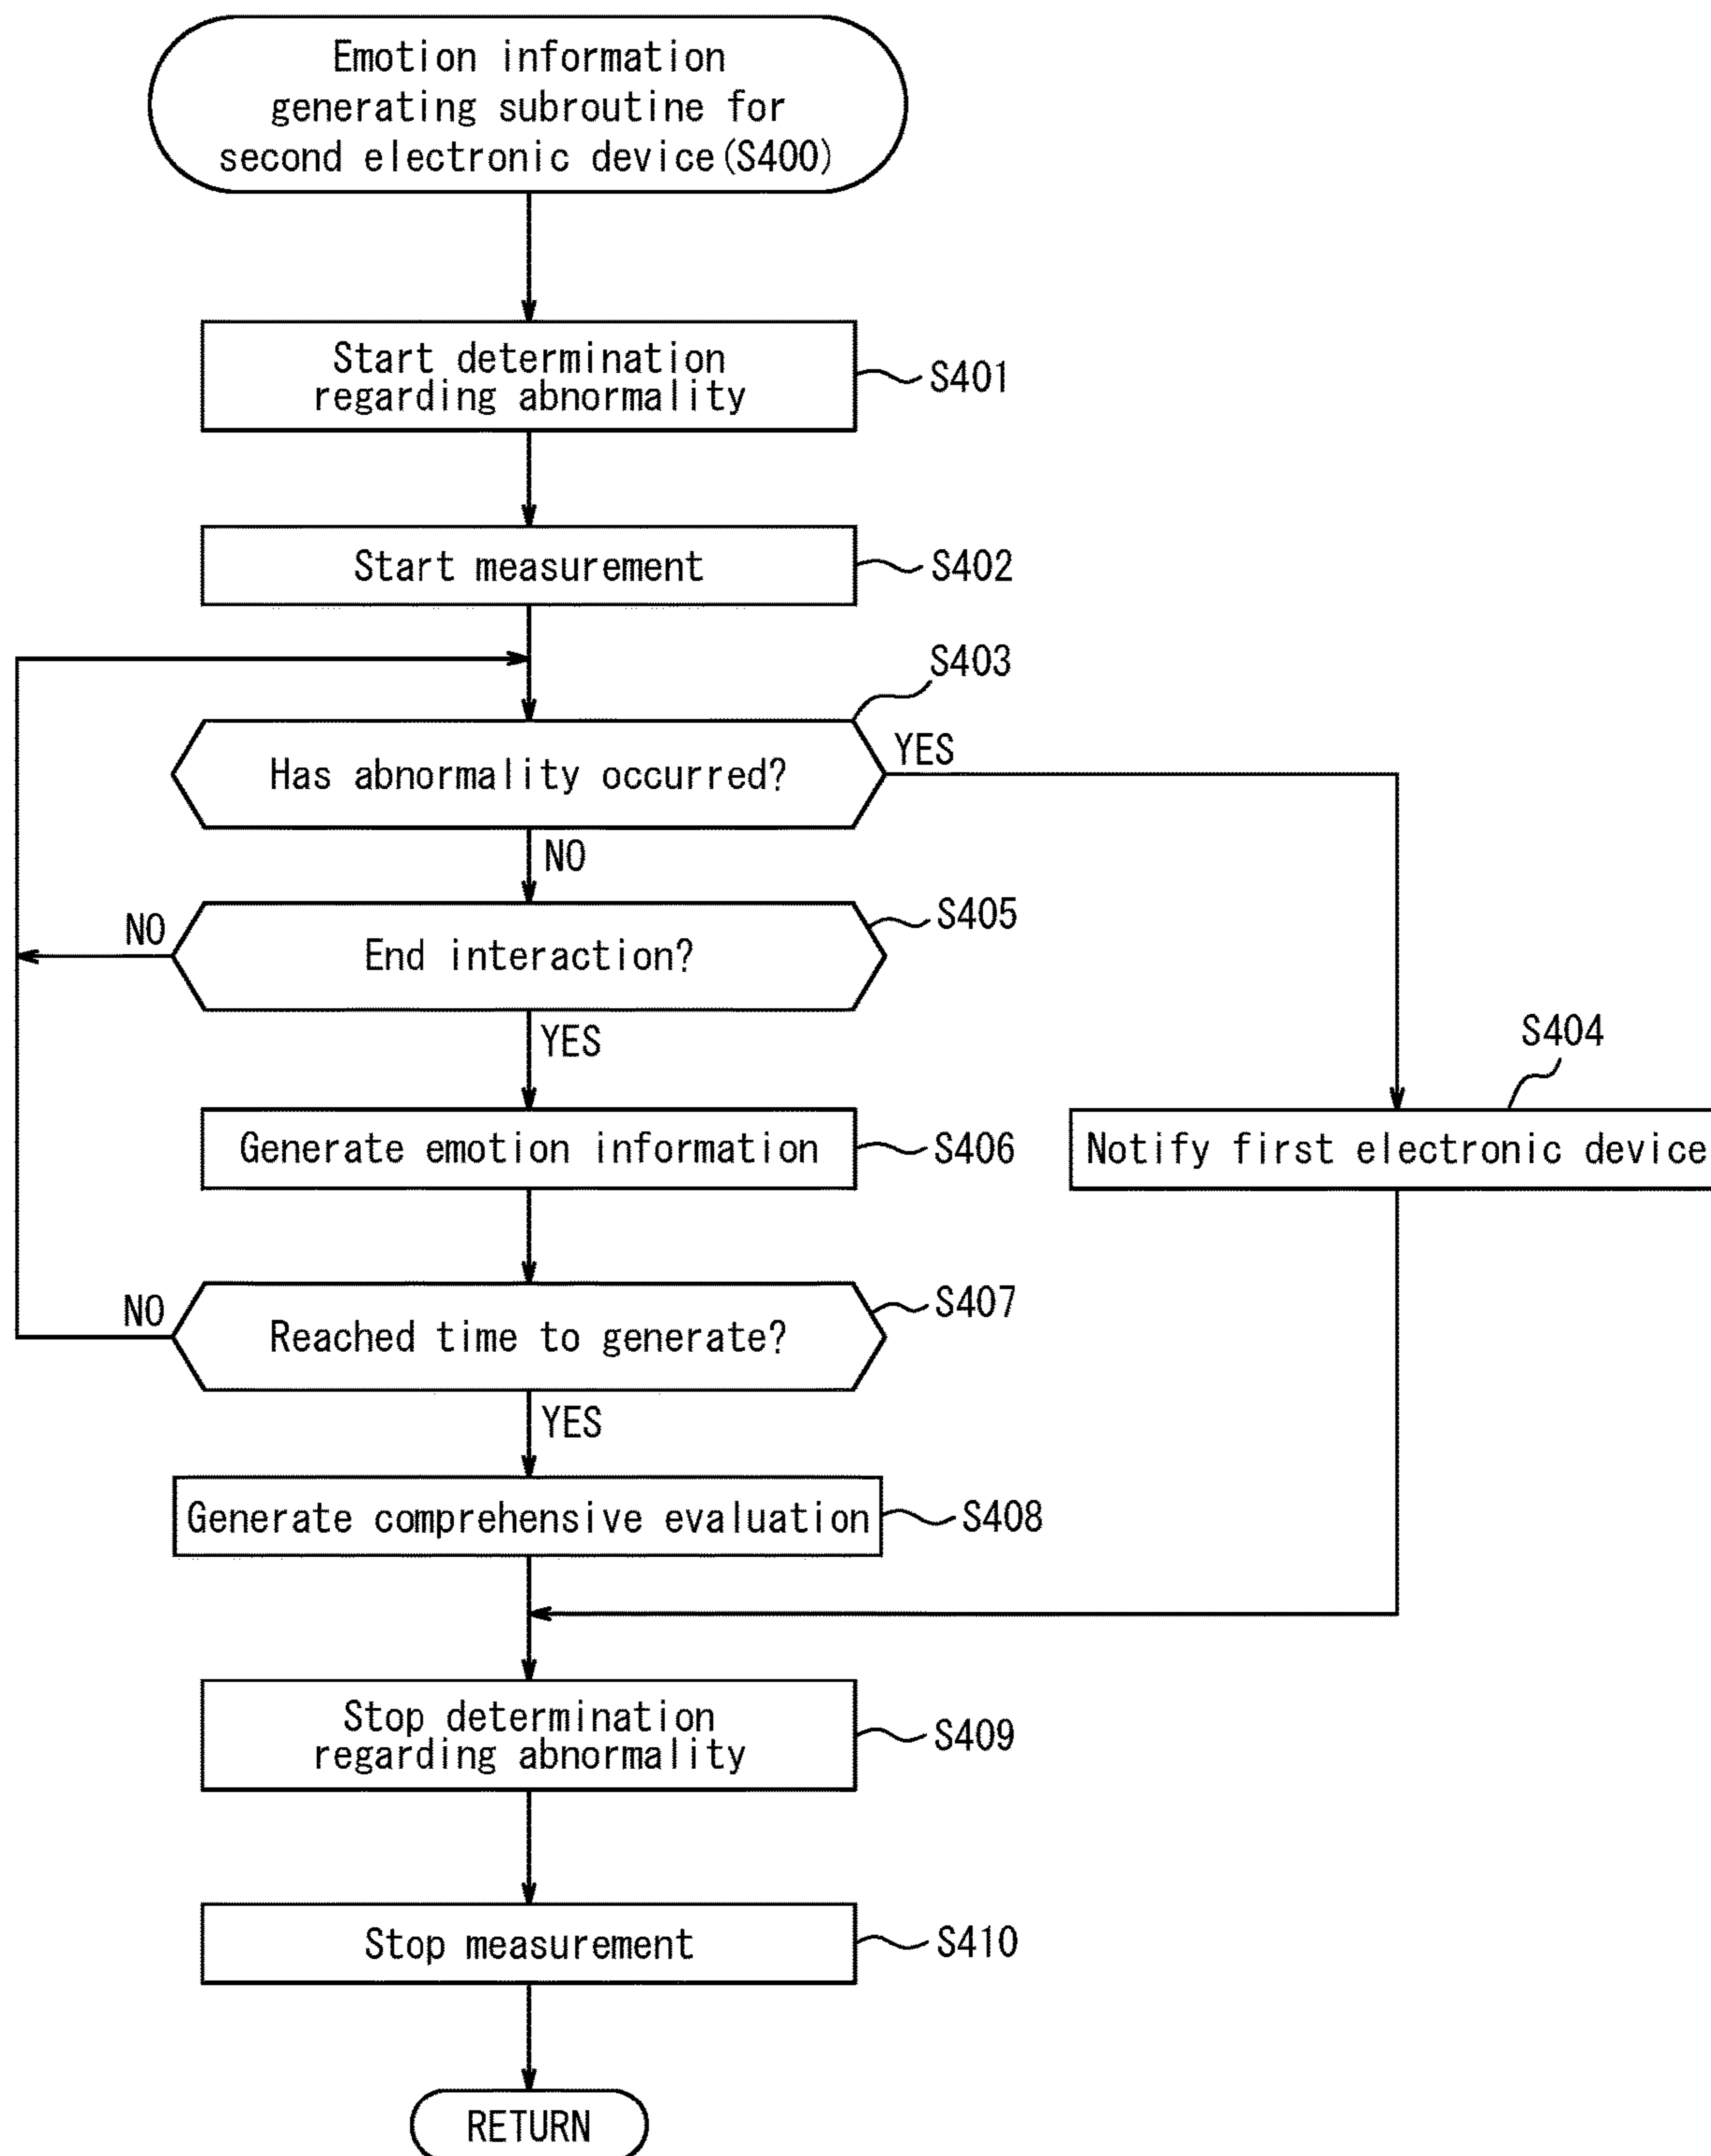 Emotion information
generating subroutine for
second electronic device(S400)
Start determination
regarding abnormality
S401
Start measurement
S402
S403
Has abnormality occurred?
YES
NO
S405
NO
End interaction?
YES
S404
Generate emotion information
S406
Notify first electronic device
S407
NO
Reached time to generate?
YES
Generate comprehensive evaluation
S408
Stop determination
regarding abnormality
S409
Stop measurement
S410
RETURN